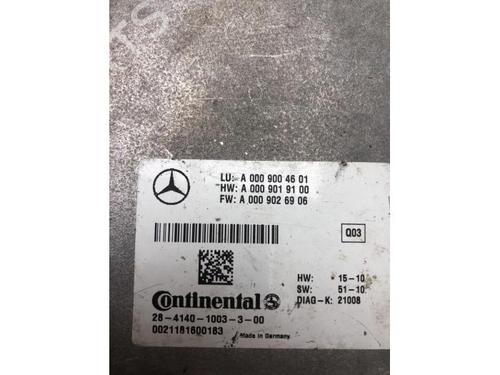 LU: A 000 900 46 01
HW: A 000 901 91 00
FW: A 000 902 69 06
Q03
HW: 15-10
SW: 51-10
DIAG-K: 21008
Continental
28-4140-1003-3-00
0021181600183
Made in Germany.